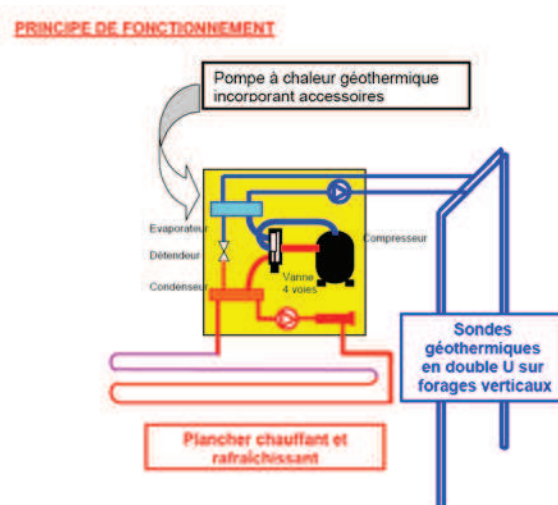 PRINCIPE DE FONCTIONNEMENT
Pompe à chaleur géothermique
incorporant accessoires
Evaporateur
Compresseur
Détendeur
Vanne
4 voies
Condenseur
Sondes
géothermiques
en double U sur
forages verticaux
Plancher chauffant et
rafraîchissant